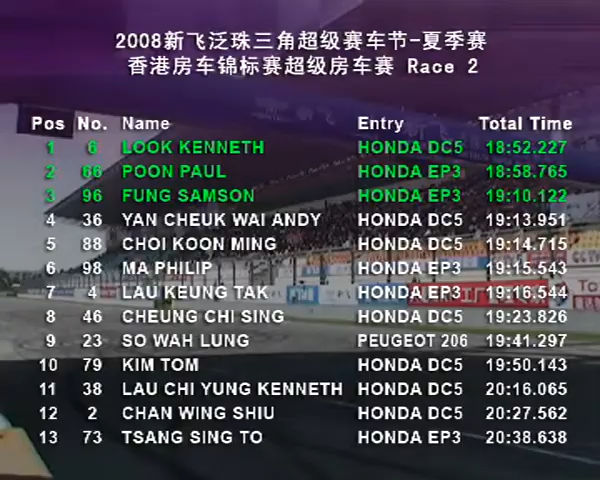 2008新飞泛珠三角超级赛车节-夏季赛
香港房车锦标赛超级房车赛 Race 2
Pos No. Name Entry Total Time
1 6 LOOK KENNETH HONDA DC5 18:52.227
2 66 POON PAUL HONDA EP3 18:58.765
3 96 FUNG SAMSON HONDA EP3 19:10.122
4 36 YAN CHEUK WAI ANDY HONDA DC5 19:13.951
5 88 CHOI KOON MING HONDA DC5 19:14.715
6 98 MA PHILIP HONDA EP3 19:15.543
7 4 LAU KEUNG TAK HONDA EP3 19:16.544
8 46 CHEUNG CHI SING HONDA DC5 19:23.826
9 23 SO WAH LUNG PEUGEOT 206 19:41.297
10 79 KIM TOM HONDA DC5 19:50.143
11 38 LAU CHI YUNG KENNETH HONDA DC5 20:16.065
12 2 CHAN WING SHIU HONDA DC5 20:27.562
13 73 TSANG SING TO HONDA EP3 20:38.638